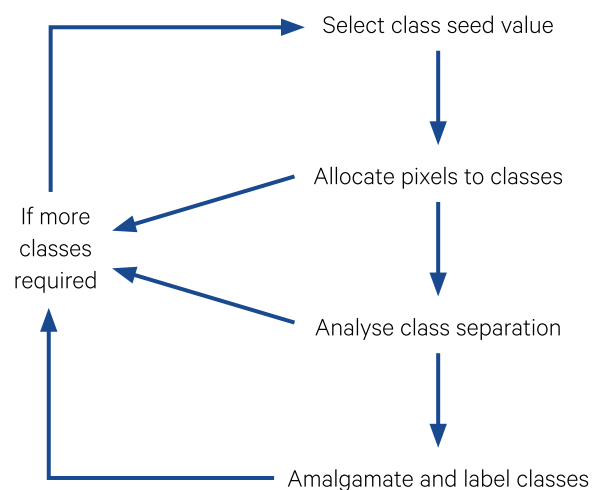 Select class seed value
Allocate pixels to classes
If more
classes
required
Analyse class separation
Amalgamate and label classes